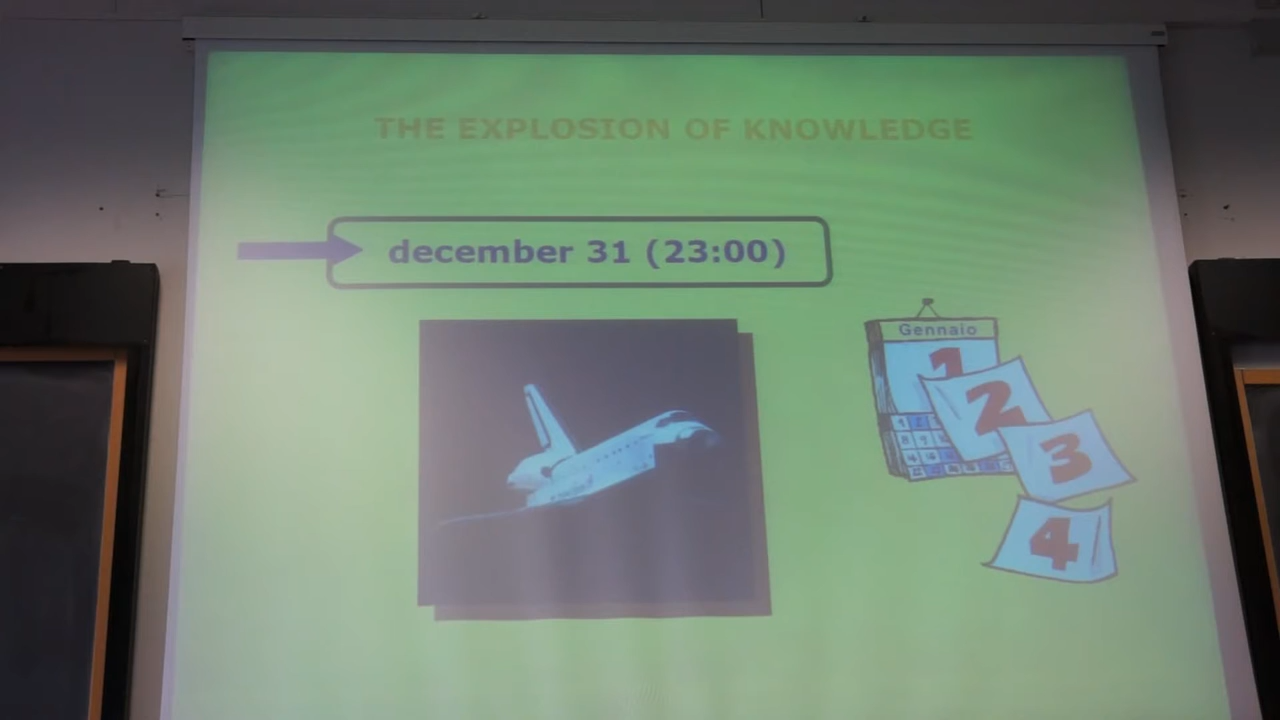 THE EXPLOSION OF KNOWLEDGE
december 31 (23:00)
Gennaio
1
2
3
4